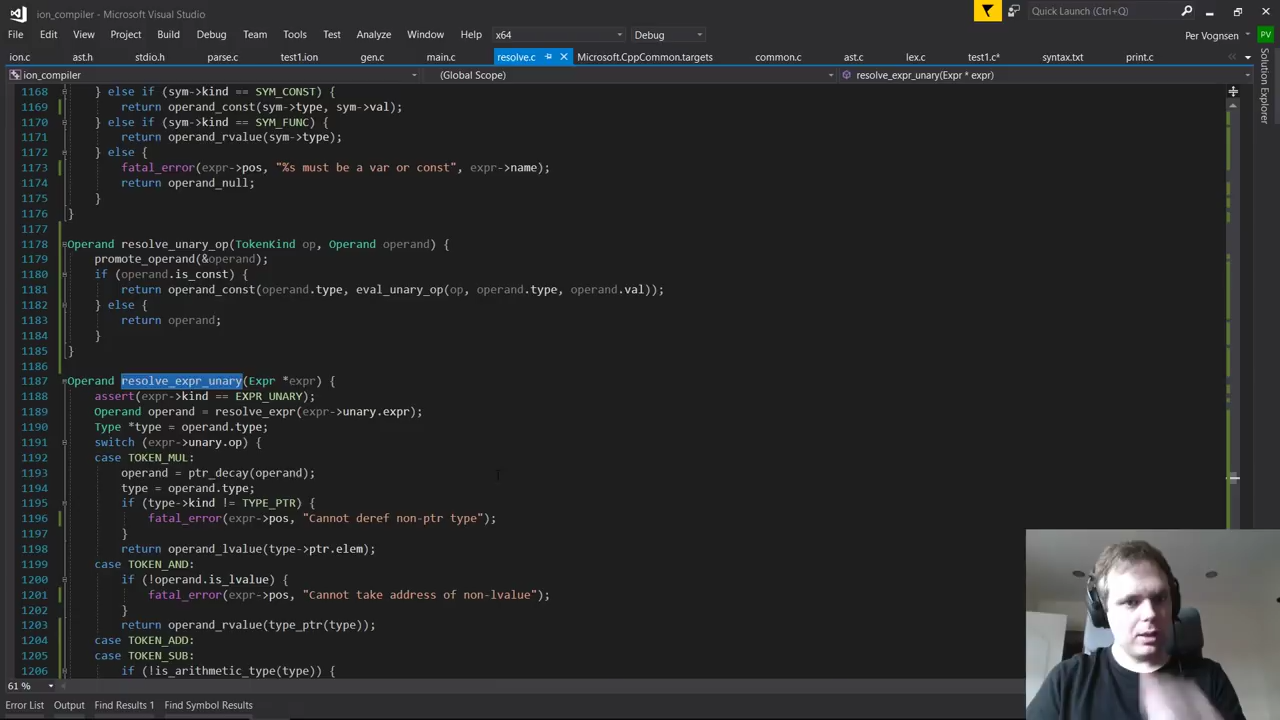 ion_compiler - Microsoft Visual Studio
Quick Launch (Ctrl+Q)
File Edit View Project Build Debug Team Tools Test Analyze Window Help x64 Debug
Per Vognsen PV
ion.c ast.h stdio.h parse.c test1.ion gen.c main.c resolve.c Microsoft.CppCommon.targets common.c ast.c lex.c test1.c* syntax.txt print.c
ion_compiler (Global Scope) resolve_expr_unary(Expr * expr)
Solution Explorer
1168 } else if (sym->kind == SYM_CONST) {
1169 return operand_const(sym->type, sym->val);
1170 } else if (sym->kind == SYM_FUNC) {
1171 return operand_rvalue(sym->type);
1172 } else {
1173 fatal_error(expr->pos, "%s must be a var or const", expr->name);
1174 return operand_null;
1175 }
1176 }
1177
1178 Operand resolve_unary_op(TokenKind op, Operand operand) {
1179 promote_operand(&operand);
1180 if (operand.is_const) {
1181 return operand_const(operand.type, eval_unary_op(op, operand.type, operand.val));
1182 } else {
1183 return operand;
1184 }
1185 }
1186
1187 Operand resolve_expr_unary(Expr *expr) {
1188 assert(expr->kind == EXPR_UNARY);
1189 Operand operand = resolve_expr(expr->unary.expr);
1190 Type *type = operand.type;
1191 switch (expr->unary.op) {
1192 case TOKEN_MUL:
1193 operand = ptr_decay(operand);
1194 type = operand.type;
1195 if (type->kind != TYPE_PTR) {
1196 fatal_error(expr->pos, "Cannot deref non-ptr type");
1197 }
1198 return operand_lvalue(type->ptr.elem);
1199 case TOKEN_AND:
1200 if (!operand.is_lvalue) {
1201 fatal_error(expr->pos, "Cannot take address of non-lvalue");
1202 }
1203 return operand_rvalue(type_ptr(type));
1204 case TOKEN_ADD:
1205 case TOKEN_SUB:
1206 if (!is_arithmetic_type(type)) {
61 %
Error List Output Find Results 1 Find Symbol Results